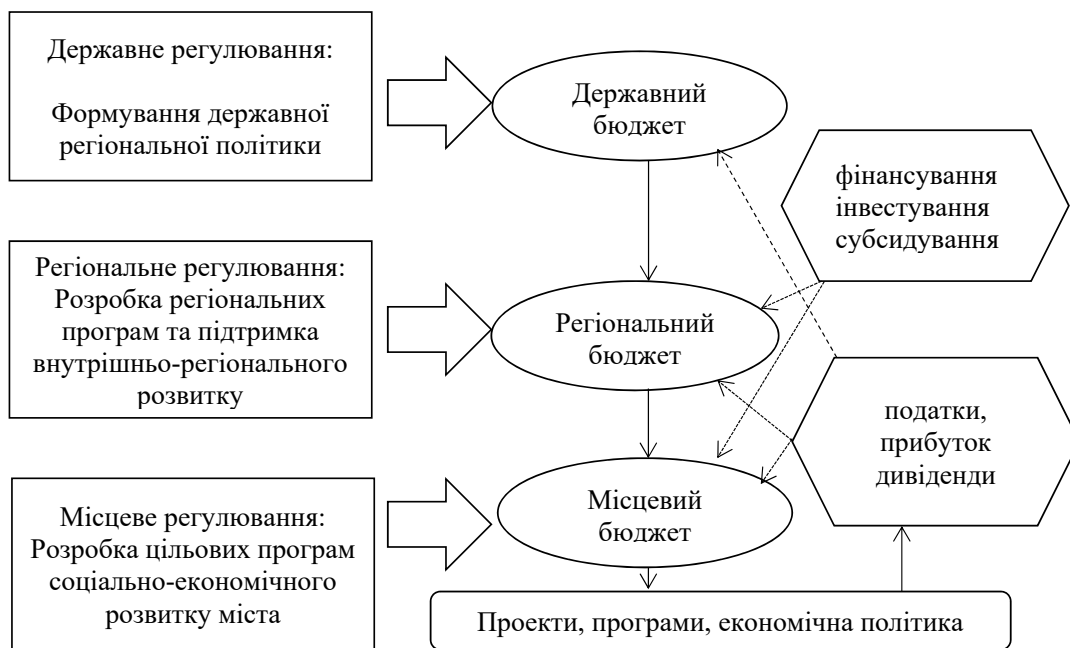 Державне регулювання:
Формування державної
регіональної політики
Державний
бюджет
фінансування
інвестування
субсидування
Регіональне регулювання:
Розробка регіональних
програм та підтримка
внутрішньо-регіонального
розвитку
Регіональний
бюджет
податки,
прибуток
дивіденди
Місцеве регулювання:
Розробка цільових програм
соціально-економічного
розвитку міста
Місцевий
бюджет
Проекти, програми, економічна політика